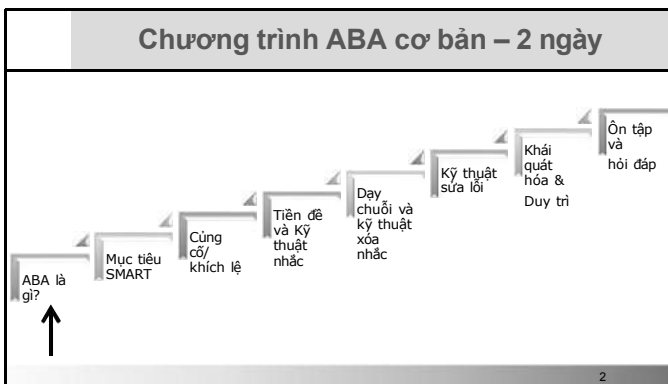 Chương trình ABA cơ bản – 2 ngày
ABA là
gì?
Mục tiêu
SMART
Củng
cố/
khích lệ
Tiền đề
và Kỹ
thuật
nhắc
Dạy
chuỗi và
kỹ thuật
xóa
nhắc
Kỹ thuật
sửa lỗi
Khái
quát
hóa &
Duy trì
Ôn tập
và
hỏi đáp
2